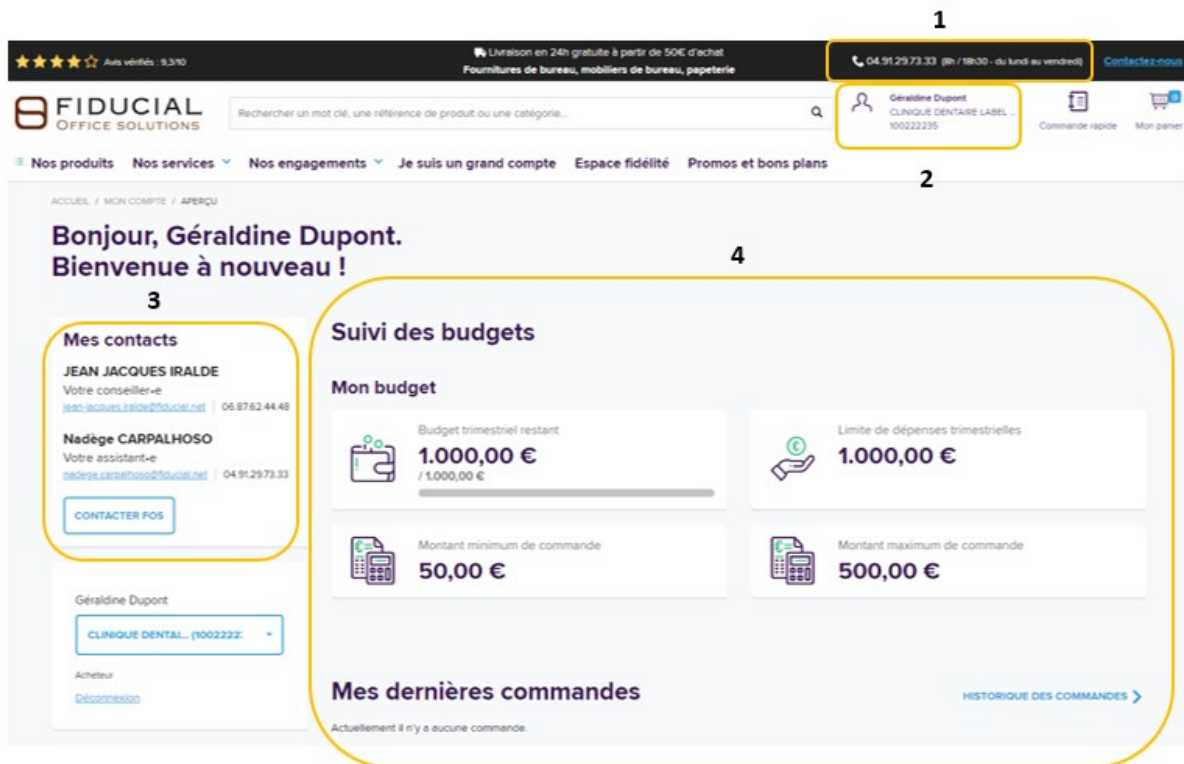 1
Avis vérifiés : 9,3/10
Livraison en 24h gratuite à partir de 50€ d'achat
Fournitures de bureau, mobiliers de bureau, papeterie
04.91.29.73.33 (8h / 18h30 - du lundi au vendredi)
Contactez-nous
FIDUCIAL
OFFICE SOLUTIONS
Rechercher un mot clé, une référence de produit ou une catégorie...
Géraldine Dupont
CLINIQUE DENTAIRE LABEL ...
100222235
Commande rapide
0
Mon panier
Nos produits Nos services Nos engagements Je suis un grand compte Espace fidélité Promos et bons plans
2
ACCUEIL / MON COMPTE / APERÇU
Bonjour, Géraldine Dupont.
Bienvenue à nouveau !
3
4
Mes contacts
JEAN JACQUES IRALDE
Votre conseiller•e
jean-jacques.iralde@fiducial.net 06.87.62.44.48
Nadège CARPALHOSO
Votre assistant•e
nadege.carpalhoso@fiducial.net 04.91.29.73.33
CONTACTER FOS
Géraldine Dupont
CLINIQUE DENTAI... (1002222
Acheteur
Déconnexion
Suivi des budgets
Mon budget
Budget trimestriel restant
1.000,00 €
/ 1.000,00 €
Limite de dépenses trimestrielles
1.000,00 €
Montant minimum de commande
50,00 €
Montant maximum de commande
500,00 €
Mes dernières commandes
HISTORIQUE DES COMMANDES
Actuellement il n'y a aucune commande.